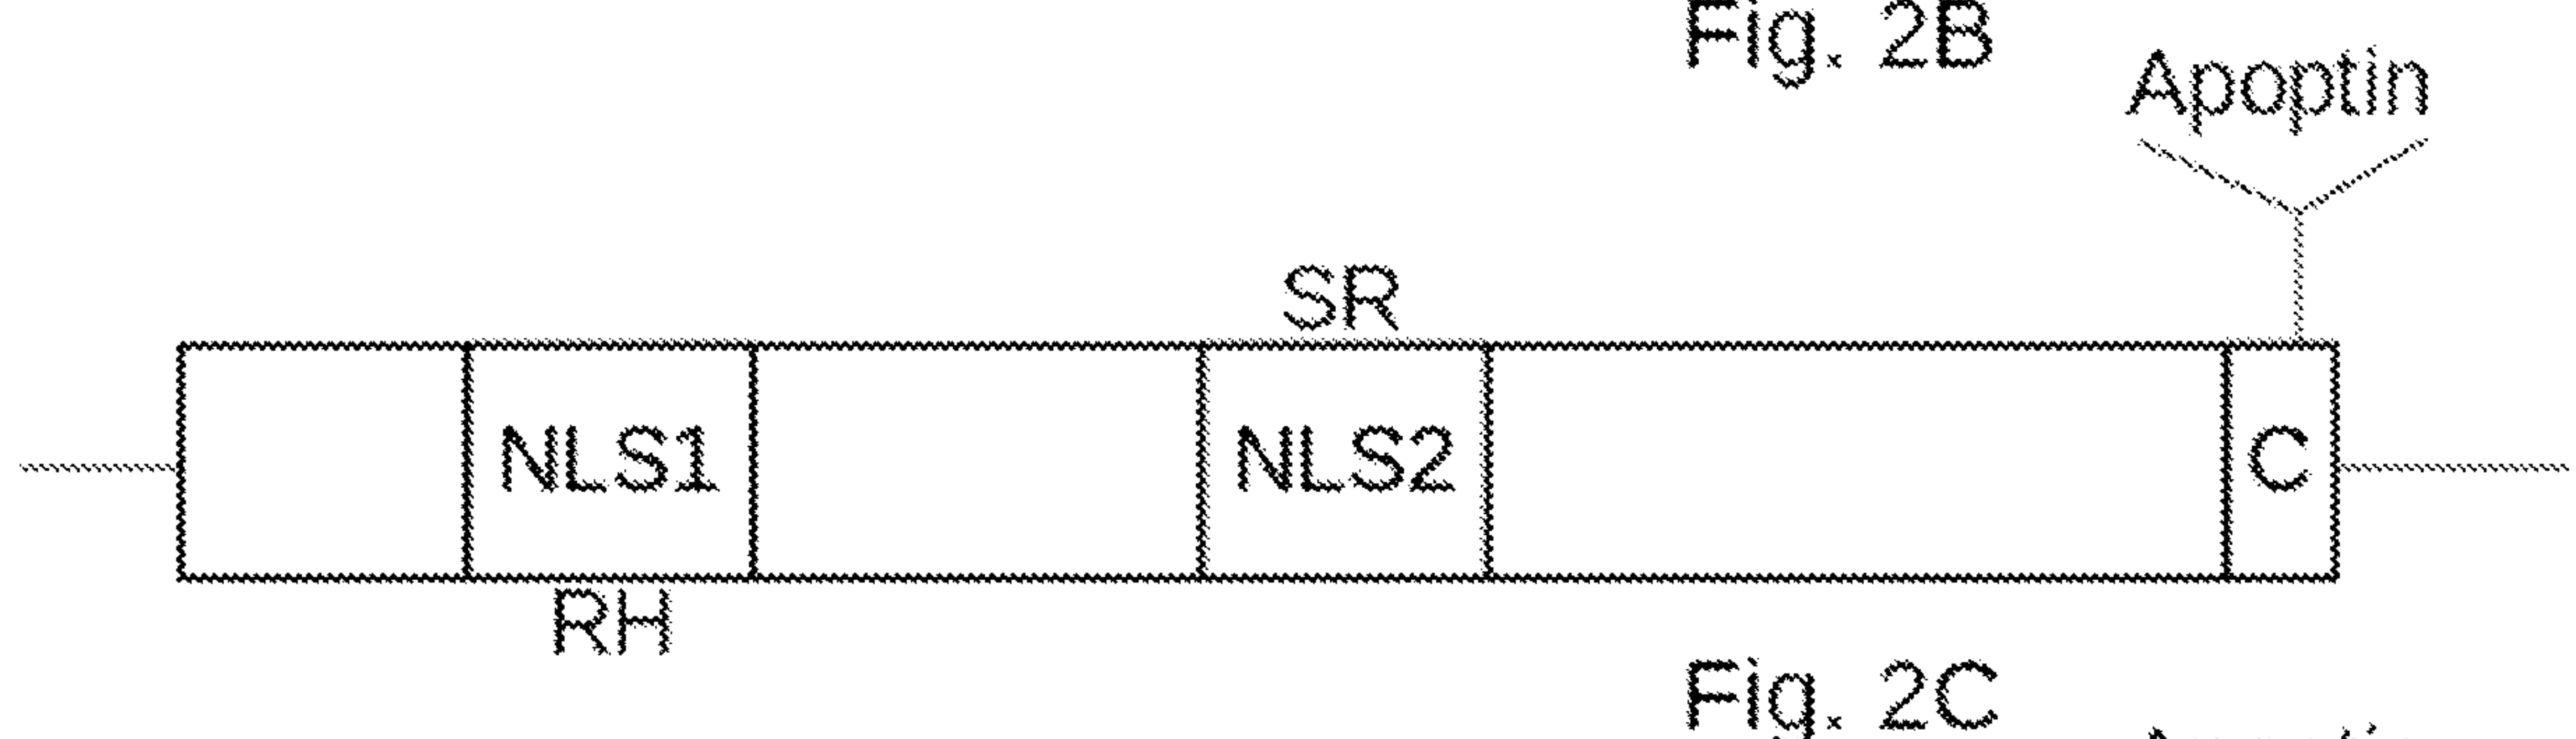 Fig. 2B
Apoptin
SR
NLS1 NLS2 C
RH
Fig. 2C